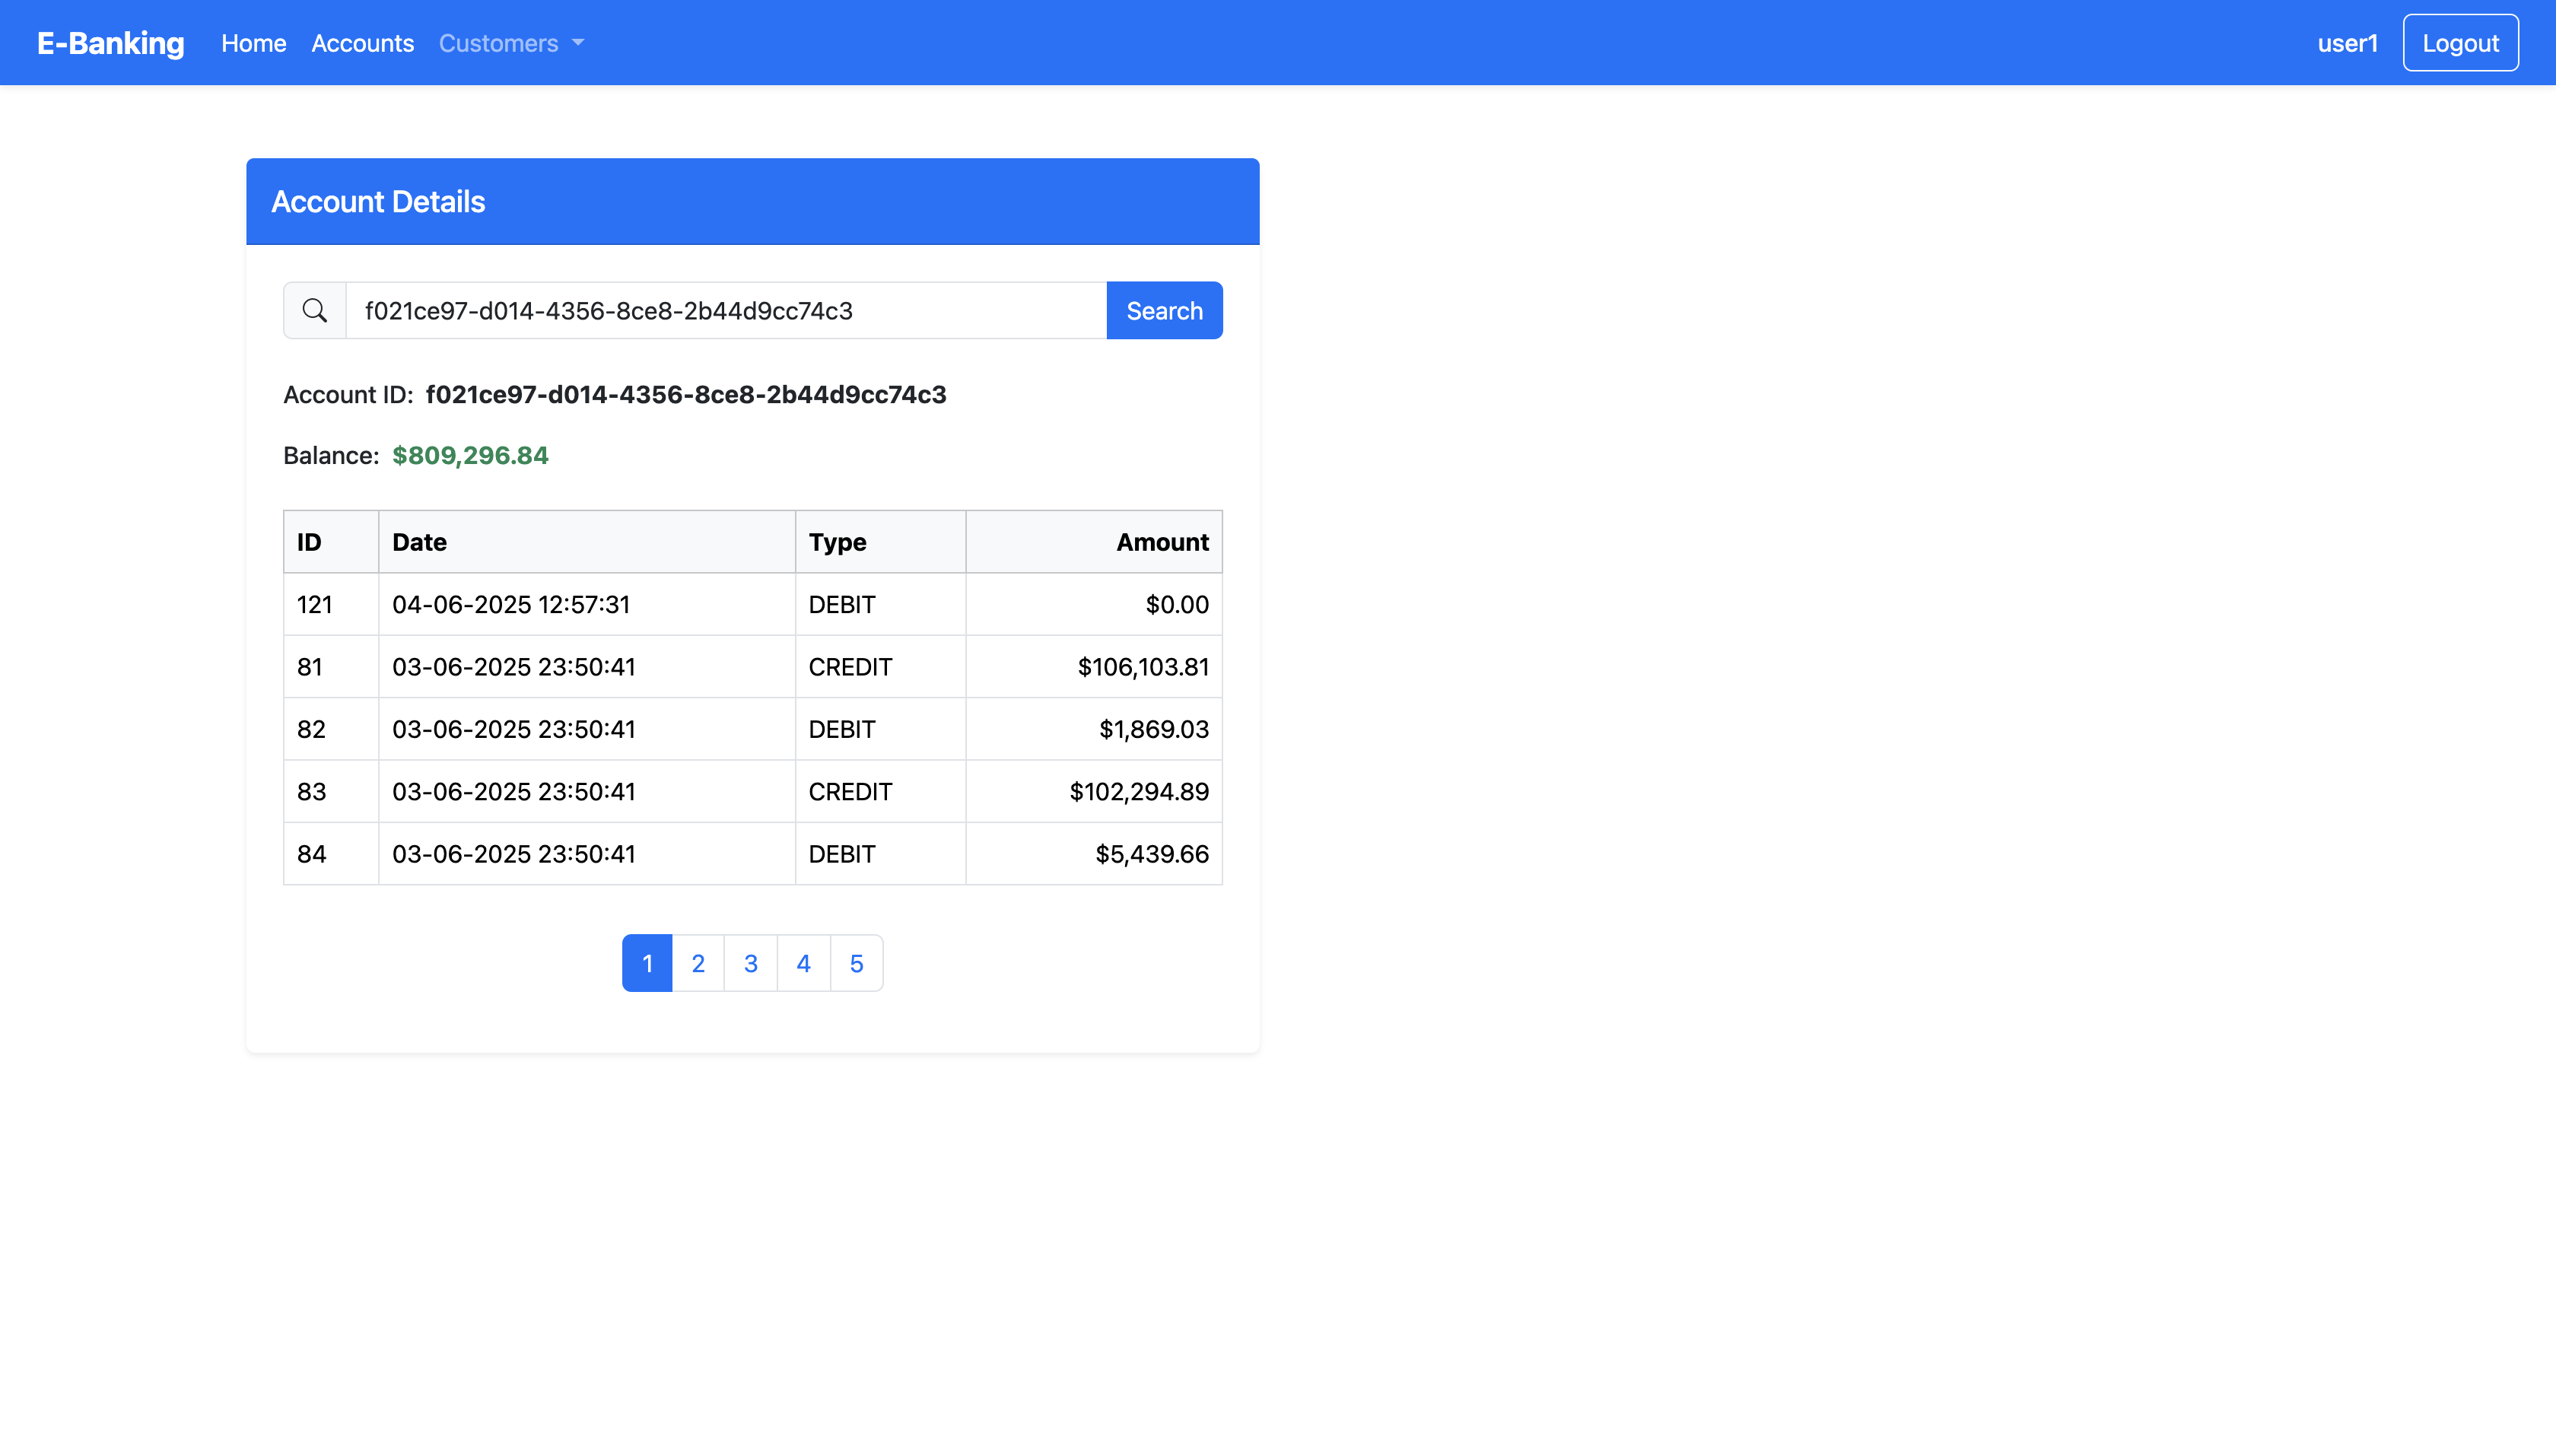 E-Banking Home Accounts Customers user1 Logout
Account Details
f021ce97-d014-4356-8ce8-2b44d9cc74c3 Search
Account ID: f021ce97-d014-4356-8ce8-2b44d9cc74c3
Balance: $809,296.84
ID Date Type Amount
121 04-06-2025 12:57:31 DEBIT $0.00
81 03-06-2025 23:50:41 CREDIT $106,103.81
82 03-06-2025 23:50:41 DEBIT $1,869.03
83 03-06-2025 23:50:41 CREDIT $102,294.89
84 03-06-2025 23:50:41 DEBIT $5,439.66
1 2 3 4 5